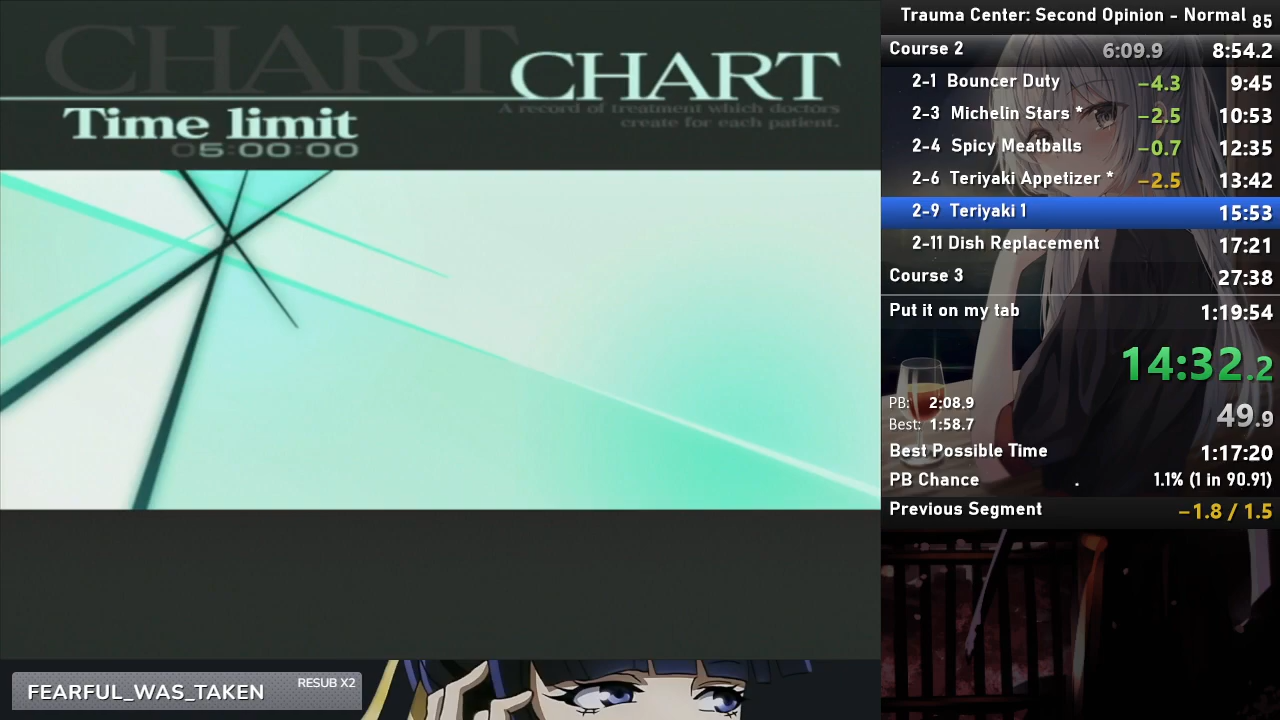 CHART
CHART
A record of treatment which doctors
create for each patient.
Time limit
05:00:00
FEARFUL_WAS_TAKEN
RESUB X2
Trauma Center: Second Opinion - Normal 85
Course 2 6:09.9 8:54.2
2-1 Bouncer Duty −4.3 9:45
2-3 Michelin Stars * −2.5 10:53
2-4 Spicy Meatballs −0.7 12:35
2-6 Teriyaki Appetizer * −2.5 13:42
2-9 Teriyaki 1 15:53
2-11 Dish Replacement 17:21
Course 3 27:38
Put it on my tab 1:19:54
14:32.2
PB: 2:08.9
Best: 1:58.7
49.9
Best Possible Time 1:17:20
PB Chance . 1.1% (1 in 90.91)
Previous Segment −1.8 / 1.5